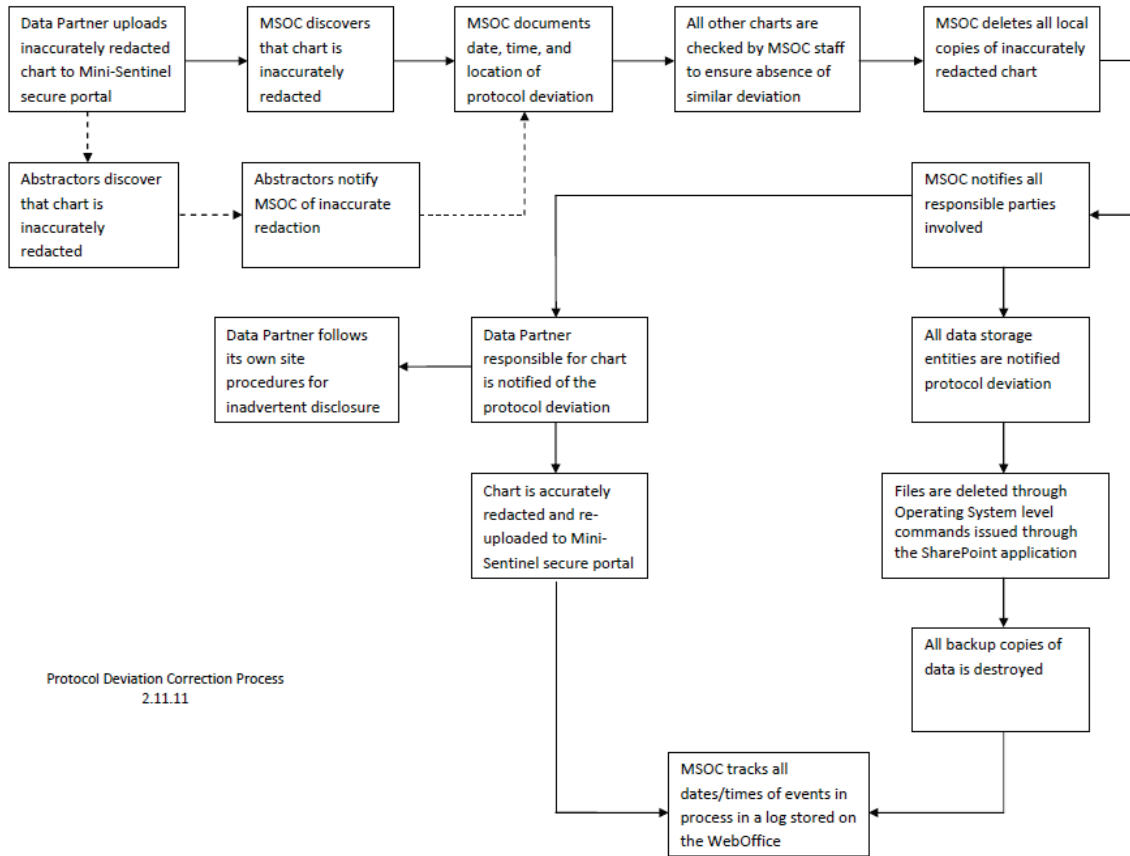 Data Partner uploads
inaccurately redacted
chart to Mini-Sentinel
secure portal
MSOC discovers
that chart is
inaccurately
redacted
MSOC documents
date, time, and
location of
protocol deviation
All other charts are
checked by MSOC staff
to ensure absence of
similar deviation
MSOC deletes all local
copies of inaccurately
redacted chart
Abstractors discover
that chart is
inaccurately
redacted
Abstractors notify
MSOC of inaccurate
redaction
MSOC notifies all
responsible parties
involved
Data Partner follows
its own site
procedures for
inadvertent disclosure
Data Partner
responsible for chart
is notified of the
protocol deviation
All data storage
entities are notified
protocol deviation
Chart is accurately
redacted and re-
uploaded to Mini-
Sentinel secure portal
Files are deleted through
Operating System level
commands issued through
the SharePoint application
All backup copies of
data is destroyed
Protocol Deviation Correction Process
2.11.11
MSOC tracks all
dates/times of events in
process in a log stored on
the WebOffice